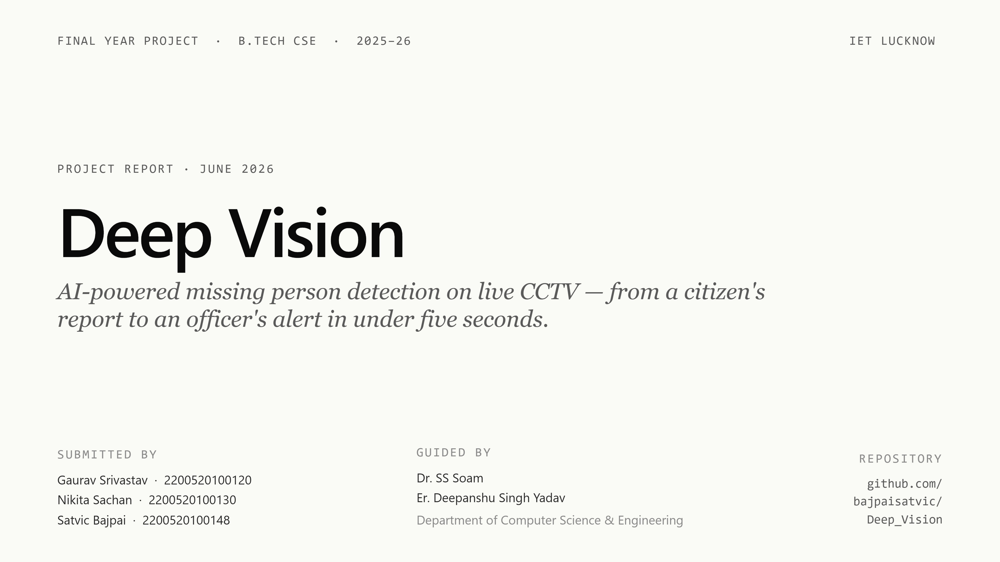 FINAL YEAR PROJECT · B.TECH CSE · 2025–26
IET LUCKNOW
PROJECT REPORT · JUNE 2026
Deep Vision
AI-powered missing person detection on live CCTV — from a citizen's
report to an officer's alert in under five seconds.
SUBMITTED BY
Gaurav Srivastav · 2200520100120
Nikita Sachan · 2200520100130
Satvic Bajpai · 2200520100148
GUIDED BY
Dr. SS Soam
Er. Deepanshu Singh Yadav
Department of Computer Science & Engineering
REPOSITORY
github.com/
bajpaisatvic/
Deep_Vision